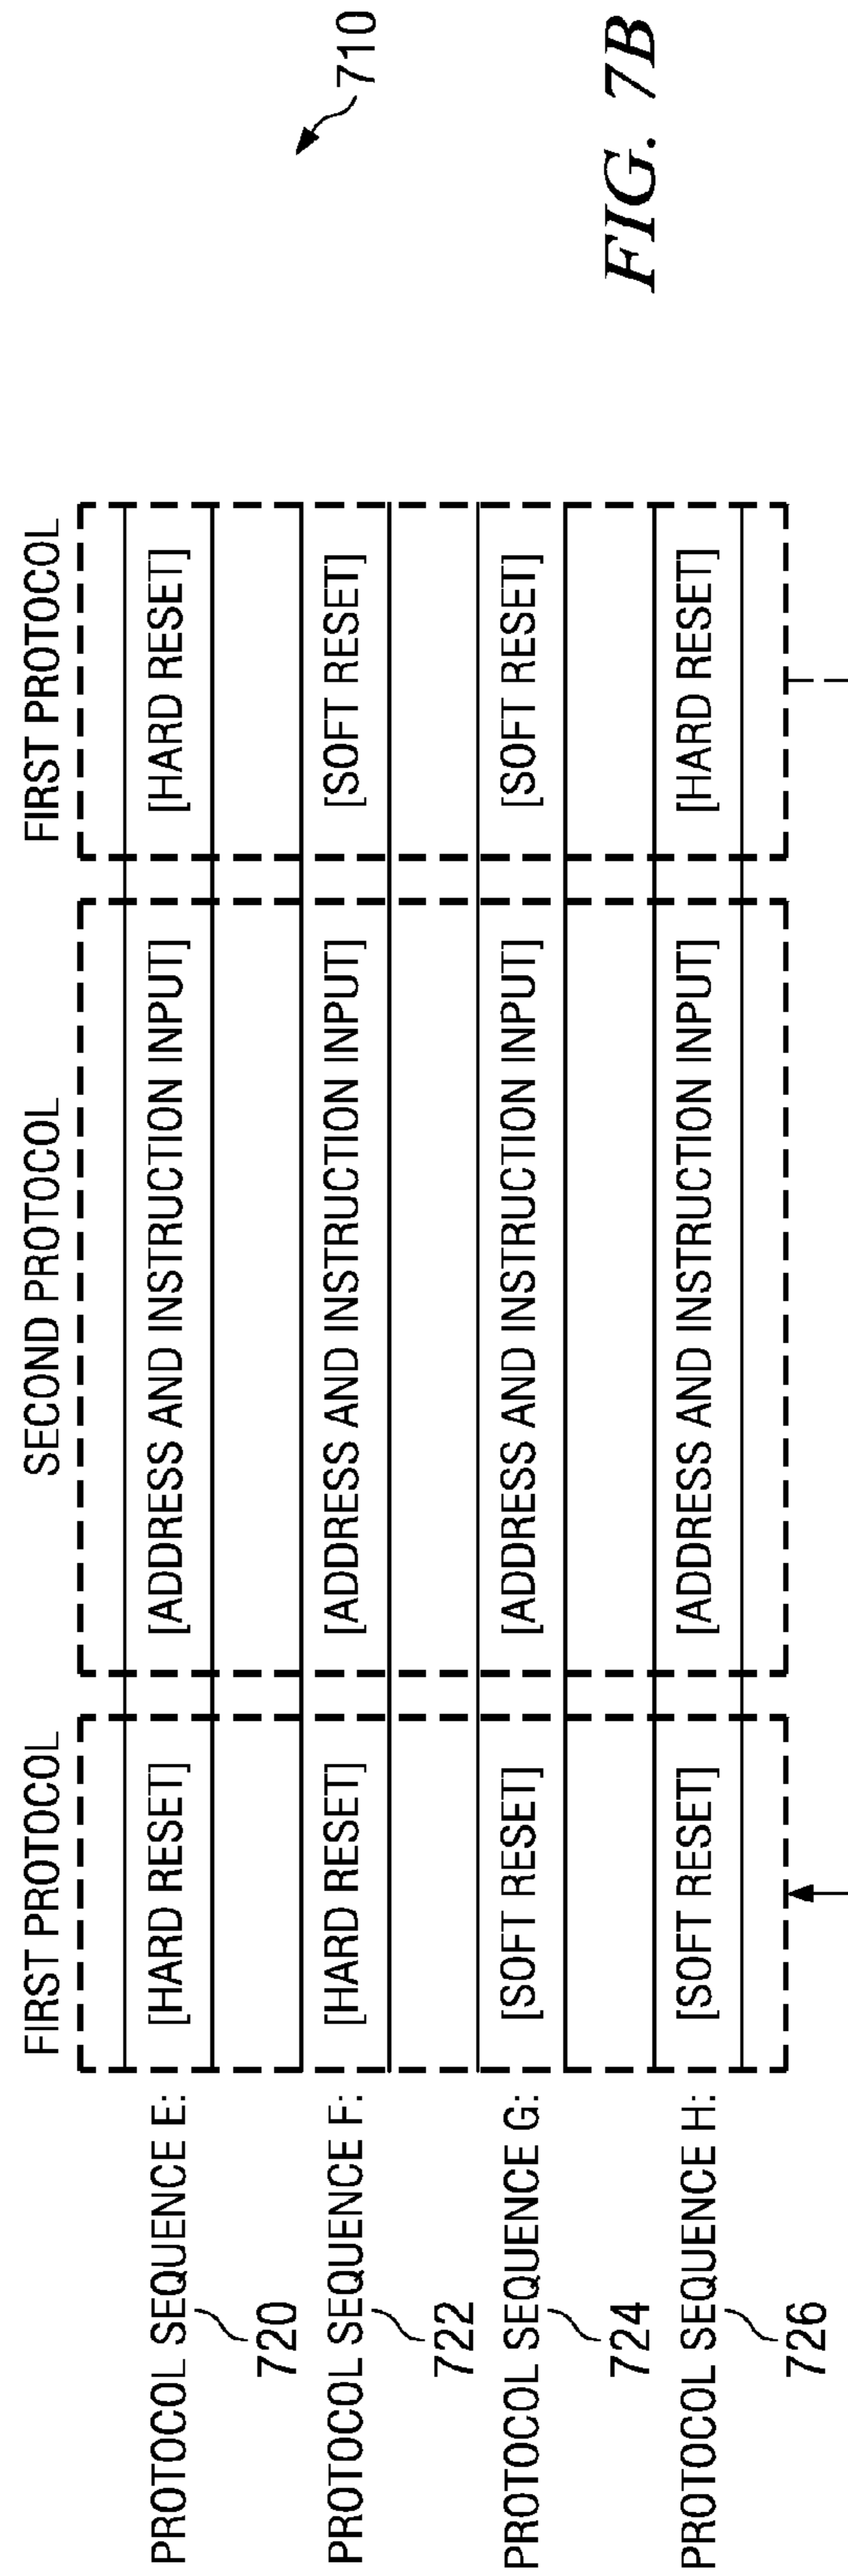 FIRST PROTOCOL SECOND PROTOCOL FIRST PROTOCOL
PROTOCOL SEQUENCE E: [HARD RESET] [ADDRESS AND INSTRUCTION INPUT] [HARD RESET]
720
PROTOCOL SEQUENCE F: [HARD RESET] [ADDRESS AND INSTRUCTION INPUT] [SOFT RESET]
722
PROTOCOL SEQUENCE G: [SOFT RESET] [ADDRESS AND INSTRUCTION INPUT] [SOFT RESET]
724
PROTOCOL SEQUENCE H: [SOFT RESET] [ADDRESS AND INSTRUCTION INPUT] [HARD RESET]
726
710
FIG. 7B